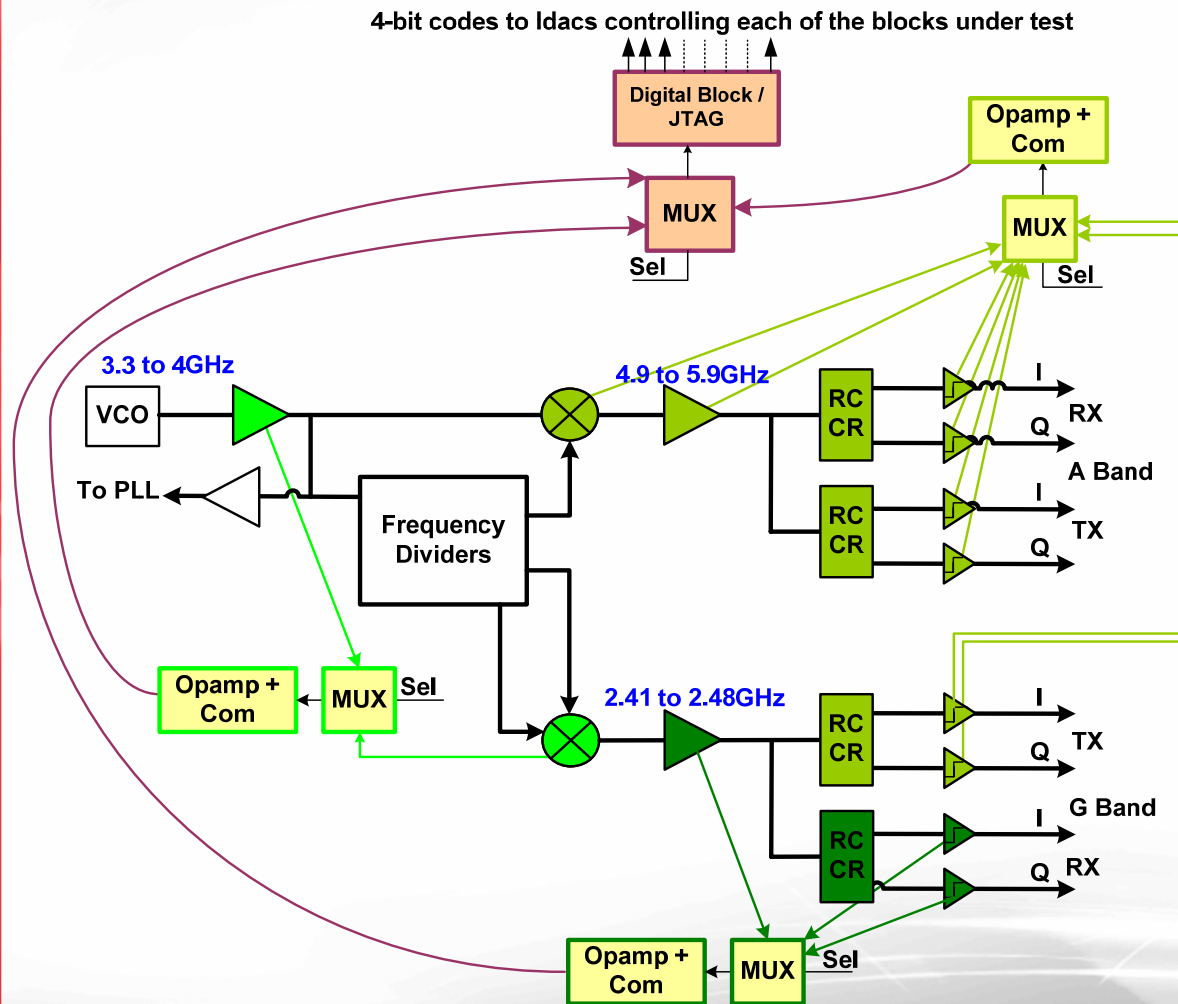 4-bit codes to Idacs controlling each of the blocks under test
Digital Block /
JTAG
Opamp +
Com
MUX
Sel
MUX
Sel
3.3 to 4GHz
4.9 to 5.9GHz
VCO
RC
CR
I
RX
Q
A Band
To PLL
Frequency
Dividers
RC
CR
I
TX
Q
Opamp +
Com
MUX
Sel
2.41 to 2.48GHz
RC
CR
I
TX
Q
G Band
RC
CR
I
Q
RX
Opamp +
Com
MUX
Sel